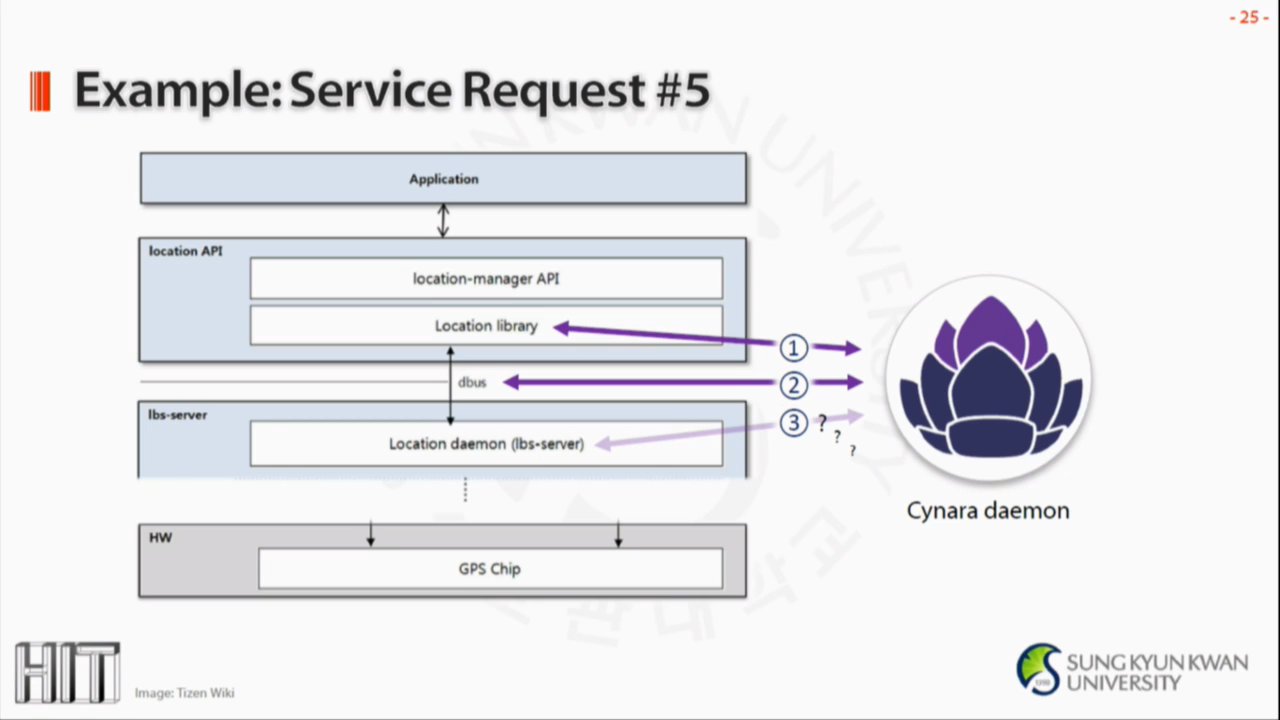 - 25 -
Example: Service Request #5
Application
location API
location-manager API
Location library
1
dbus
2
lbs-server
3 ? ? ?
Location daemon (lbs-server)
Cynara daemon
HW
GPS Chip
HIT
Image: Tizen Wiki
SUNG KYUN KWAN
UNIVERSITY